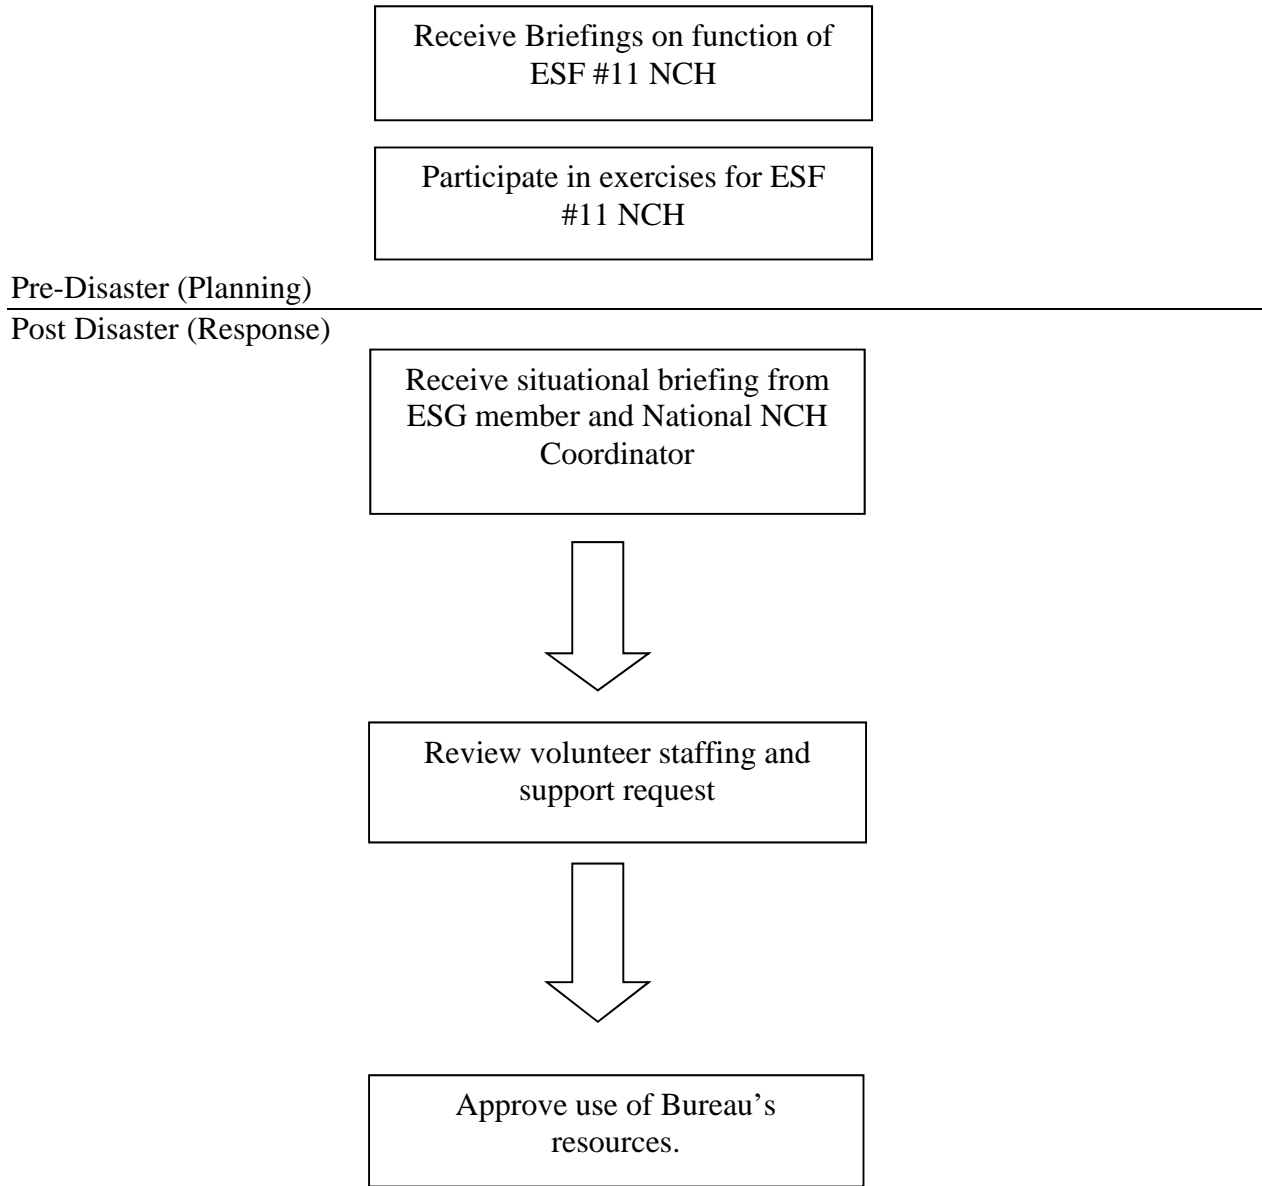 Receive Briefings on function of
ESF #11 NCH
Participate in exercises for ESF
#11 NCH
Pre-Disaster (Planning)
Post Disaster (Response)
Receive situational briefing from
ESG member and National NCH
Coordinator
Review volunteer staffing and
support request
Approve use of Bureau’s
resources.